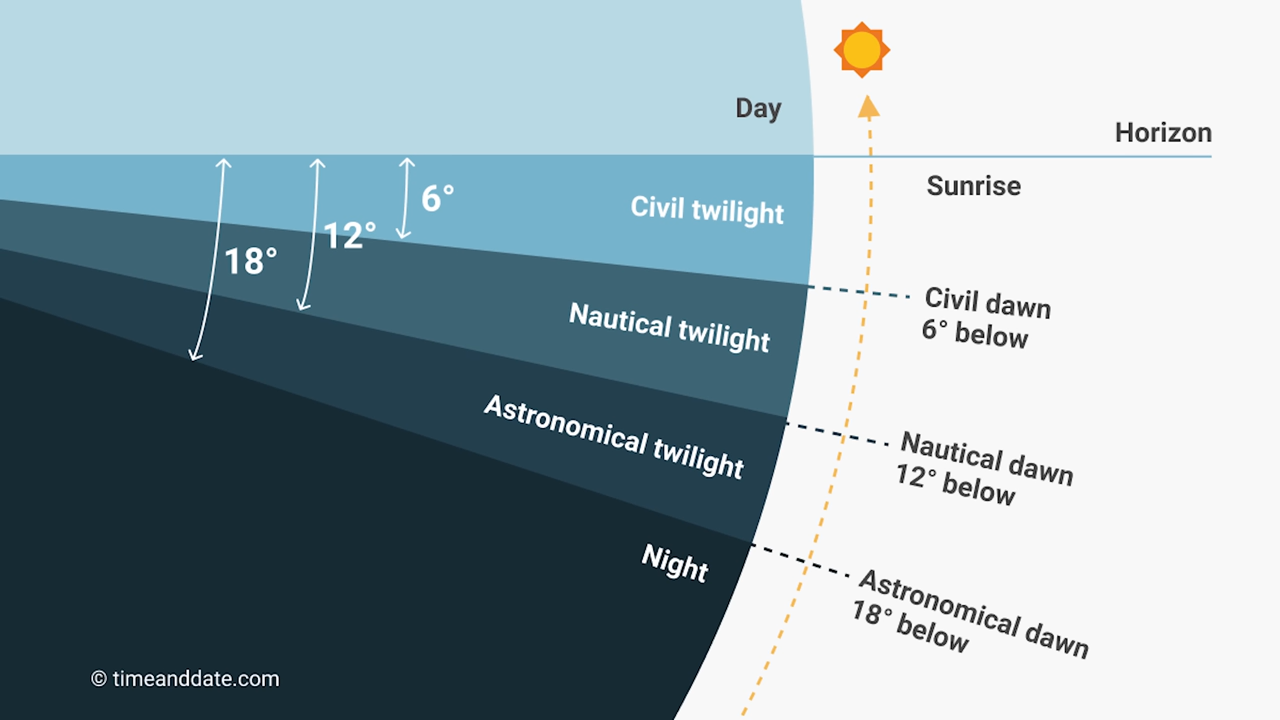 Day
Horizon
Sunrise
6°
Civil twilight
12°
18°
Civil dawn
6° below
Nautical twilight
Nautical dawn
12° below
Astronomical twilight
Astronomical dawn
18° below
Night
© timeanddate.com